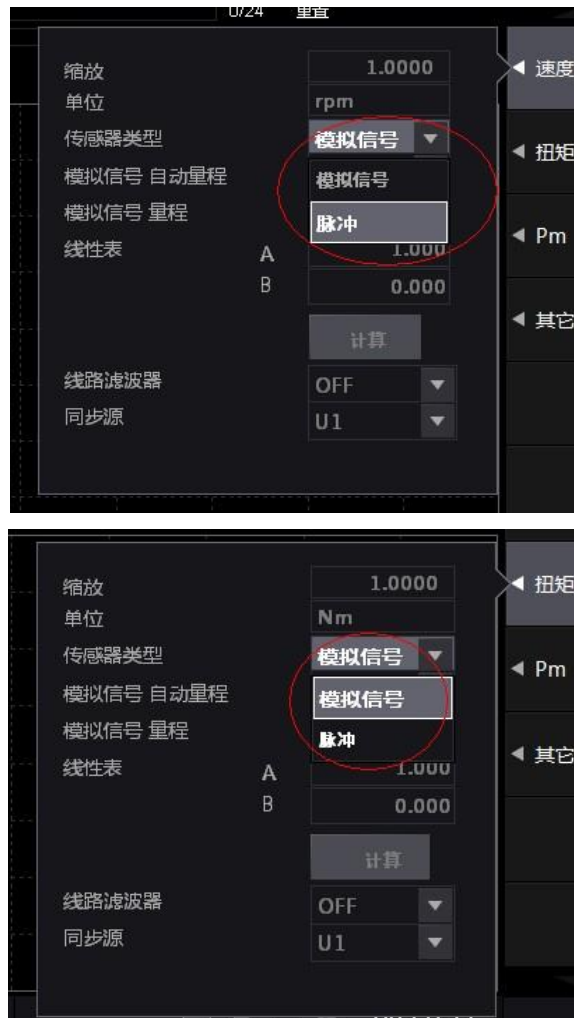 0/24 重置
缩放 1.0000
单位 rpm
传感器类型 模拟信号
模拟信号 自动量程 模拟信号
模拟信号 量程 脉冲
线性表 A 1.000
B 0.000
计算
线路滤波器 OFF
同步源 U1
速度
扭矩
Pm
其它
缩放 1.0000
单位 Nm
传感器类型 模拟信号
模拟信号 自动量程 模拟信号
模拟信号 量程 脉冲
线性表 A 1.000
B 0.000
计算
线路滤波器 OFF
同步源 U1
扭矩
Pm
其它